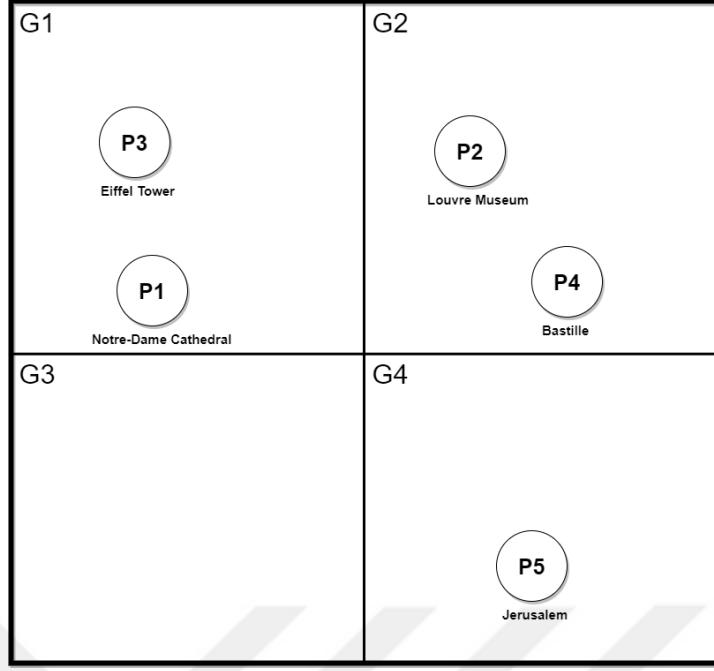 G1
G2
P3
Eiffel Tower
P2
Louvre Museum
P1
Notre-Dame Cathedral
P4
Bastille
G3
G4
P5
Jerusalem